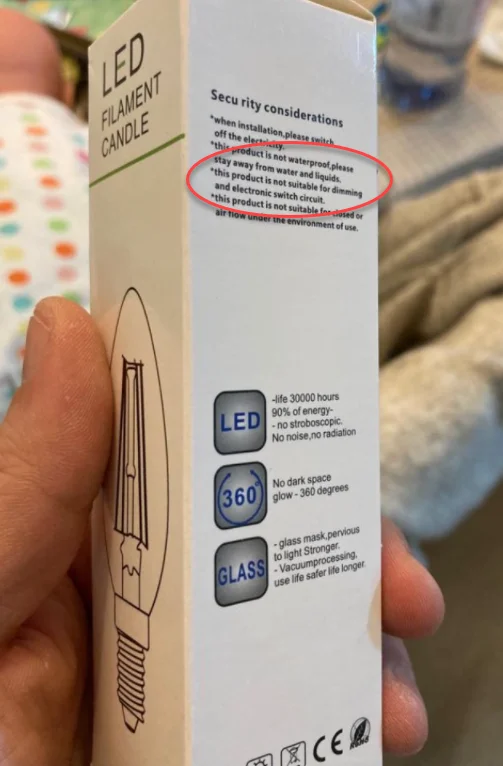 LED
FILAMENT
CANDLE
Secu rity considerations
*when installation,please switch
off the electricity.
*this product is not waterproof,please
stay away from water and liquids.
*this product is not suitable for dimming
and electronic switch circuit.
*this product is not suitable for closed or
air flow under the environment of use.
LED
-life 30000 hours
90% of energy-
- no stroboscopic.
No noise,no radiation
360°
No dark space
glow - 360 degrees
GLASS
- glass mask,pervious
to light Stronger.
- Vacuumprocessing,
use life safer life longer.
CE
RoHS